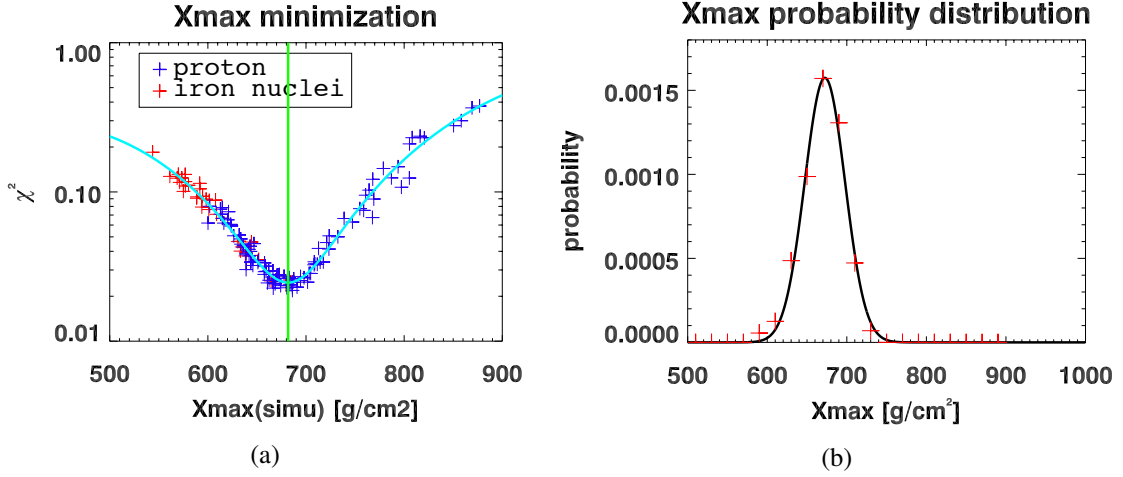 Xmax minimization
1.00
0.10
0.01
χ²
proton
iron nuclei
500 600 700 800 900
Xmax(simu) [g/cm2]
(a)
Xmax probability distribution
0.0015
0.0010
0.0005
0.0000
probability
500 600 700 800 900 1000
Xmax [g/cm²]
(b)